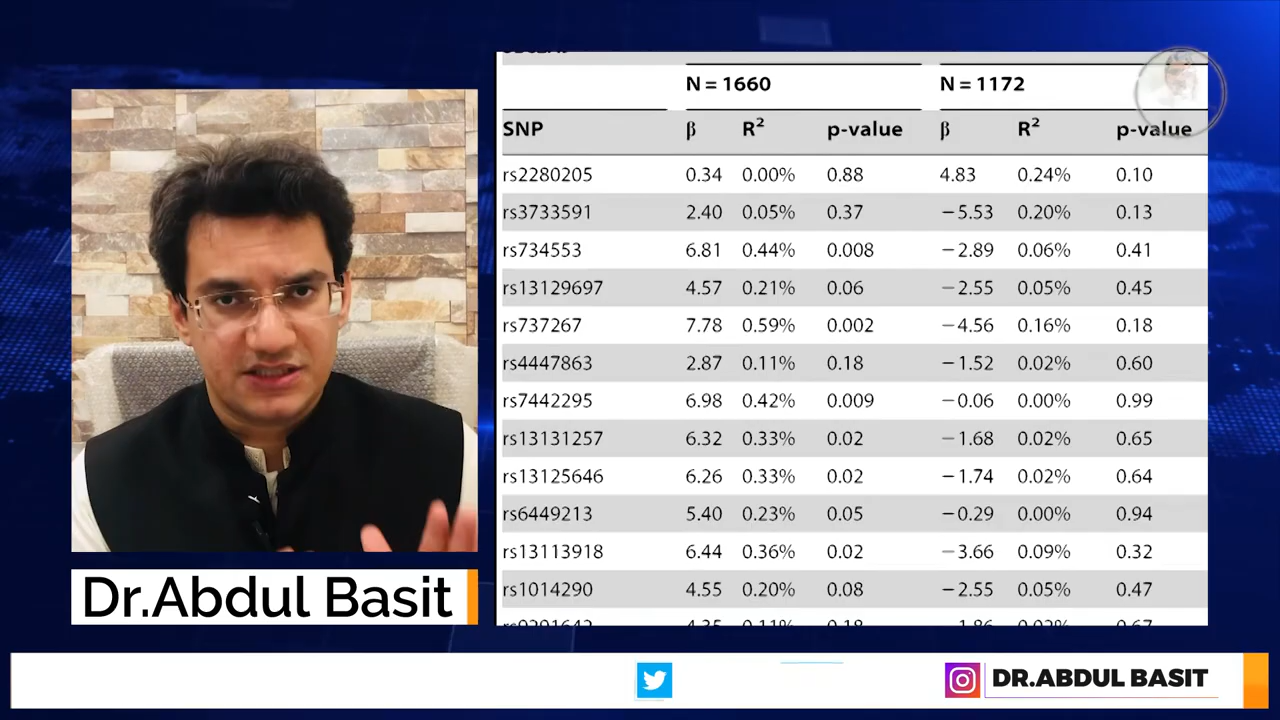 N = 1660 N = 1172
SNP β R² p-value β R² p-value
rs2280205 0.34 0.00% 0.88 4.83 0.24% 0.10
rs3733591 2.40 0.05% 0.37 −5.53 0.20% 0.13
rs734553 6.81 0.44% 0.008 −2.89 0.06% 0.41
rs13129697 4.57 0.21% 0.06 −2.55 0.05% 0.45
rs737267 7.78 0.59% 0.002 −4.56 0.16% 0.18
rs4447863 2.87 0.11% 0.18 −1.52 0.02% 0.60
rs7442295 6.98 0.42% 0.009 −0.06 0.00% 0.99
rs13131257 6.32 0.33% 0.02 −1.68 0.02% 0.65
rs13125646 6.26 0.33% 0.02 −1.74 0.02% 0.64
rs6449213 5.40 0.23% 0.05 −0.29 0.00% 0.94
rs13113918 6.44 0.36% 0.02 −3.66 0.09% 0.32
rs1014290 4.55 0.20% 0.08 −2.55 0.05% 0.47
Dr.Abdul Basit
DR.ABDUL BASIT